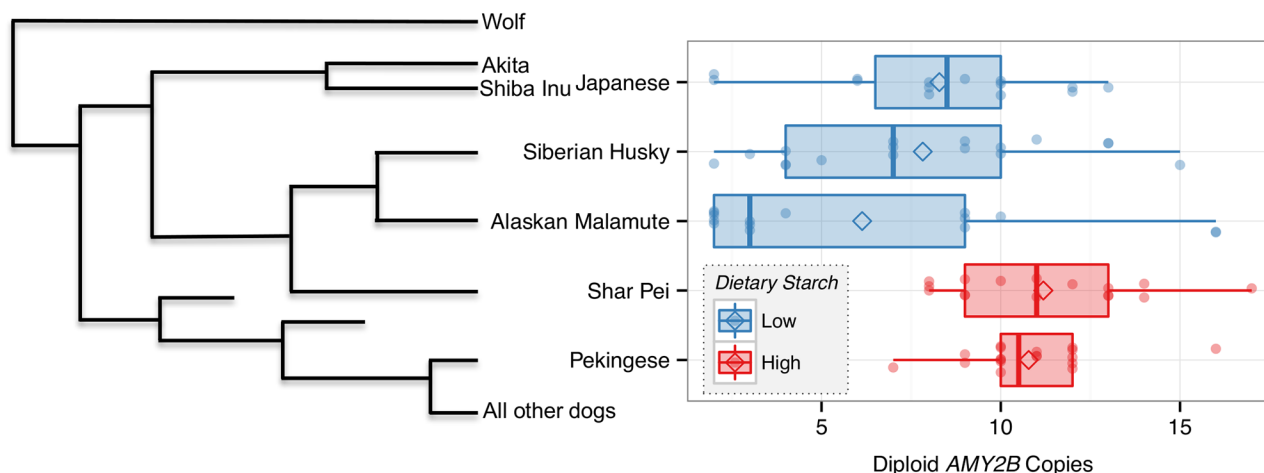 Wolf
Akita
Shiba Inu
Japanese
Siberian Husky
Alaskan Malamute
Shar Pei
Pekingese
All other dogs
Dietary Starch
Low
High
5
10
15
Diploid AMY2B Copies